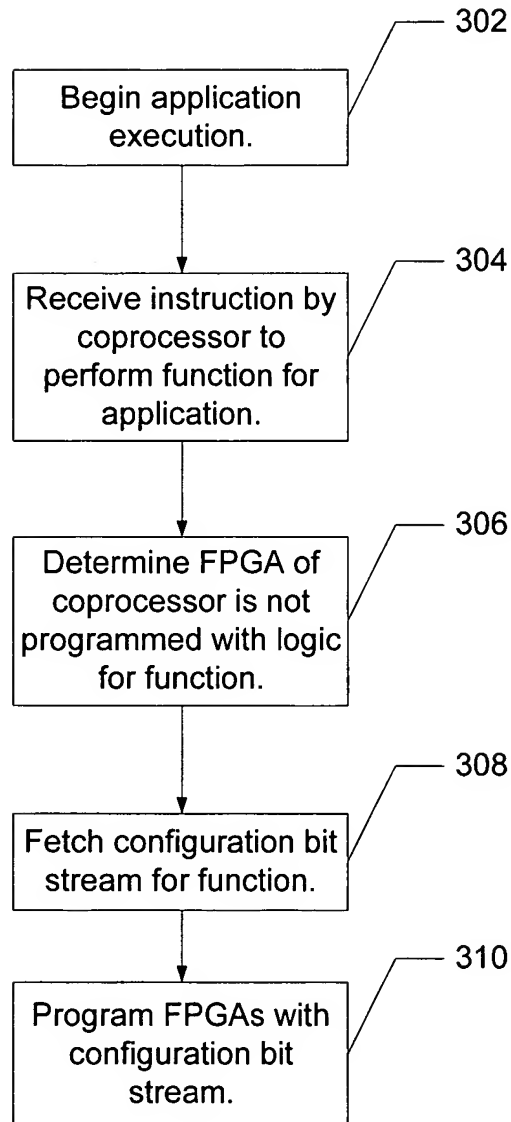 302
Begin application
execution.
304
Receive instruction by
coprocessor to
perform function for
application.
306
Determine FPGA of
coprocessor is not
programmed with logic
for function.
308
Fetch configuration bit
stream for function.
310
Program FPGAs with
configuration bit
stream.